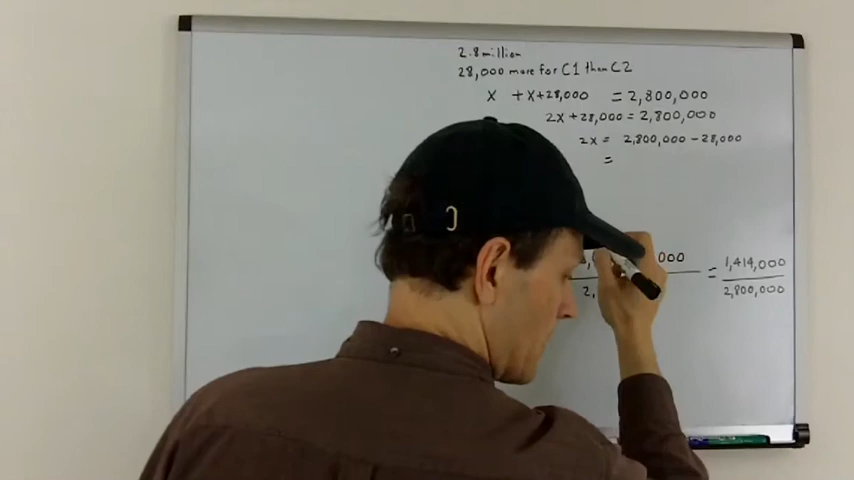 2.8 million
28,000 more for C1 than C2
x + x + 28,000 = 2,800,000
2x + 28,000 = 2,800,000
2x = 2,800,000 - 28,000
=
000 = 1,414,000
2, 2,800,000